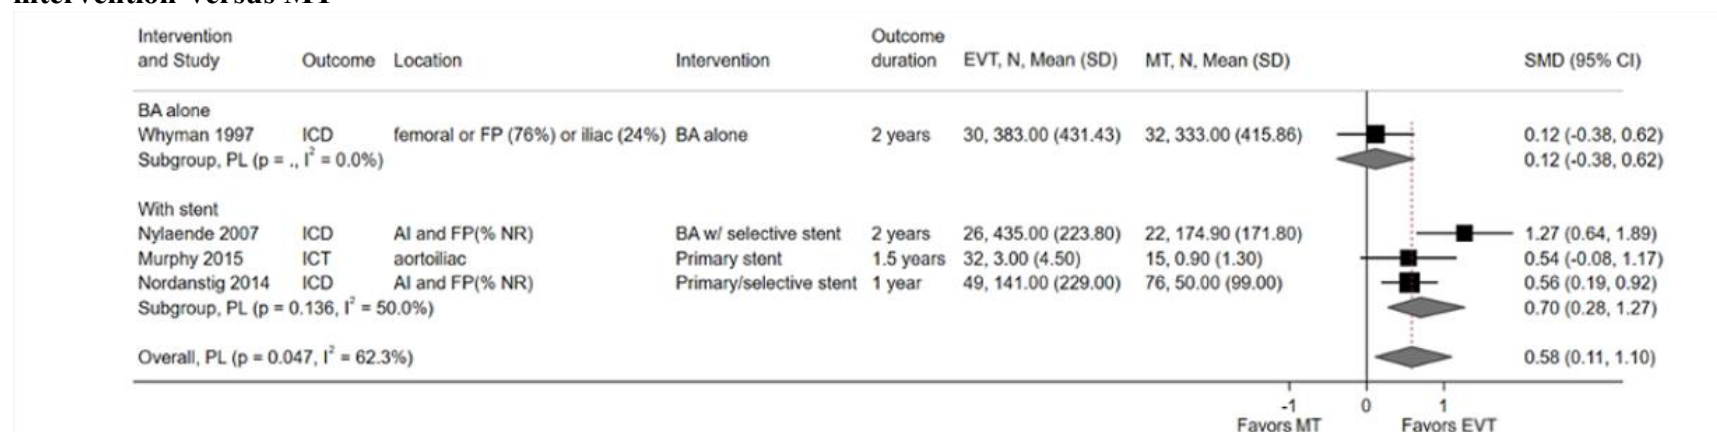 intervention versus MT
Intervention Outcome
and Study Outcome Location Intervention duration EVT, N, Mean (SD) MT, N, Mean (SD) SMD (95% CI)
BA alone
Whyman 1997 ICD femoral or FP (76%) or iliac (24%) BA alone 2 years 30, 383.00 (431.43) 32, 333.00 (415.86) 0.12 (-0.38, 0.62)
Subgroup, PL (p = ., I² = 0.0%) 0.12 (-0.38, 0.62)
With stent
Nylaende 2007 ICD AI and FP(% NR) BA w/ selective stent 2 years 26, 435.00 (223.80) 22, 174.90 (171.80) 1.27 (0.64, 1.89)
Murphy 2015 ICT aortoiliac Primary stent 1.5 years 32, 3.00 (4.50) 15, 0.90 (1.30) 0.54 (-0.08, 1.17)
Nordanstig 2014 ICD AI and FP(% NR) Primary/selective stent 1 year 49, 141.00 (229.00) 76, 50.00 (99.00) 0.56 (0.19, 0.92)
Subgroup, PL (p = 0.136, I² = 50.0%) 0.70 (0.28, 1.27)
Overall, PL (p = 0.047, I² = 62.3%) 0.58 (0.11, 1.10)
-1 0 1
Favors MT Favors EVT